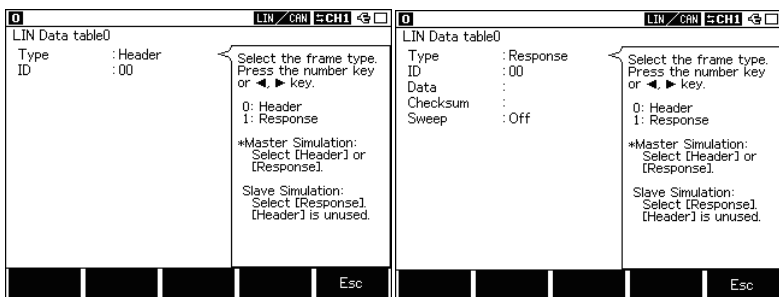 0 LIN/CAN ⇆CH1
LIN Data table0
Type :Header
ID :00
Select the frame type.
Press the number key
or ◄, ► key.
0: Header
1: Response
*Master Simulation:
Select [Header] or
[Response].
Slave Simulation:
Select [Response].
[Header] is unused.
Esc
0 LIN/CAN ⇆CH1
LIN Data table0
Type :Response
ID :00
Data :
Checksum :
Sweep :Off
Select the frame type.
Press the number key
or ◄, ► key.
0: Header
1: Response
*Master Simulation:
Select [Header] or
[Response].
Slave Simulation:
Select [Response].
[Header] is unused.
Esc